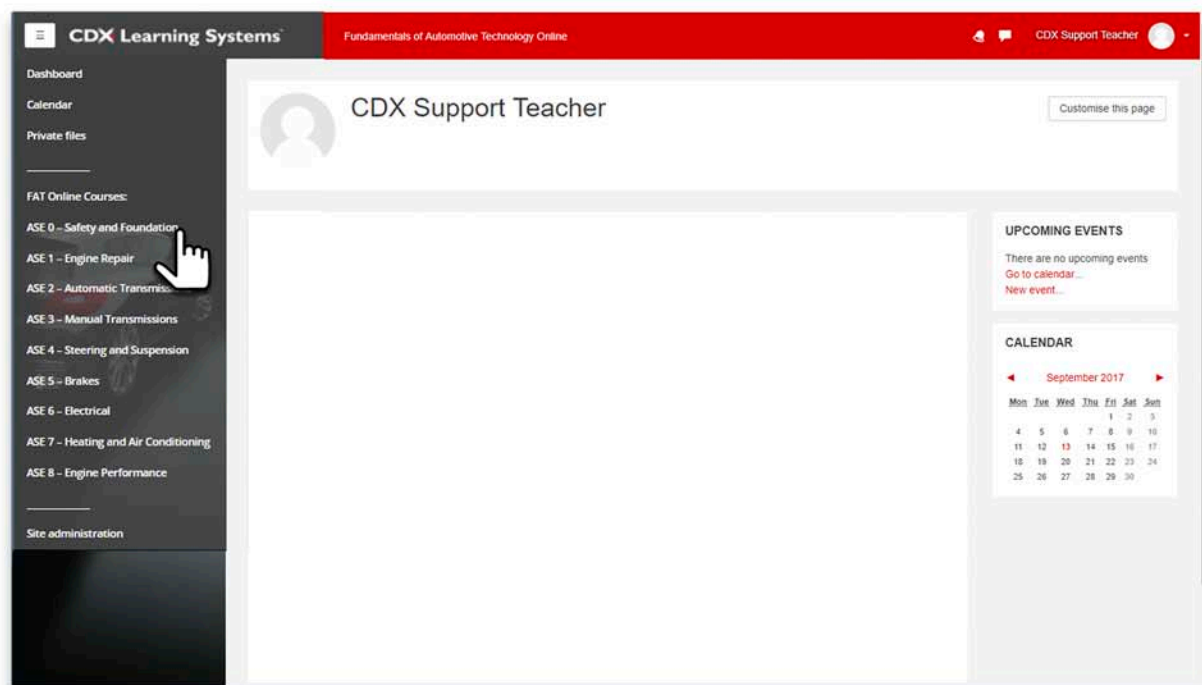 CDX Learning Systems
Fundamentals of Automotive Technology Online
CDX Support Teacher
Dashboard
Calendar
Private files
FAT Online Courses:
ASE 0 – Safety and Foundation
ASE 1 – Engine Repair
ASE 2 – Automatic
ASE 3 – Manual Transmissions
ASE 4 – Steering and Suspension
ASE 5 – Brakes
ASE 6 – Electrical
ASE 7 – Heating and Air Conditioning
ASE 8 – Engine Performance
Site administration
CDX Support Teacher
Customise this page
UPCOMING EVENTS
There are no upcoming events
Go to calendar...
New event...
CALENDAR
◄ September 2017 ►
Mon Tue Wed Thu Fri Sat Sun
1 2 3
4 5 6 7 8 9 10
11 12 13 14 15 16 17
18 19 20 21 22 23 24
25 26 27 28 29 30